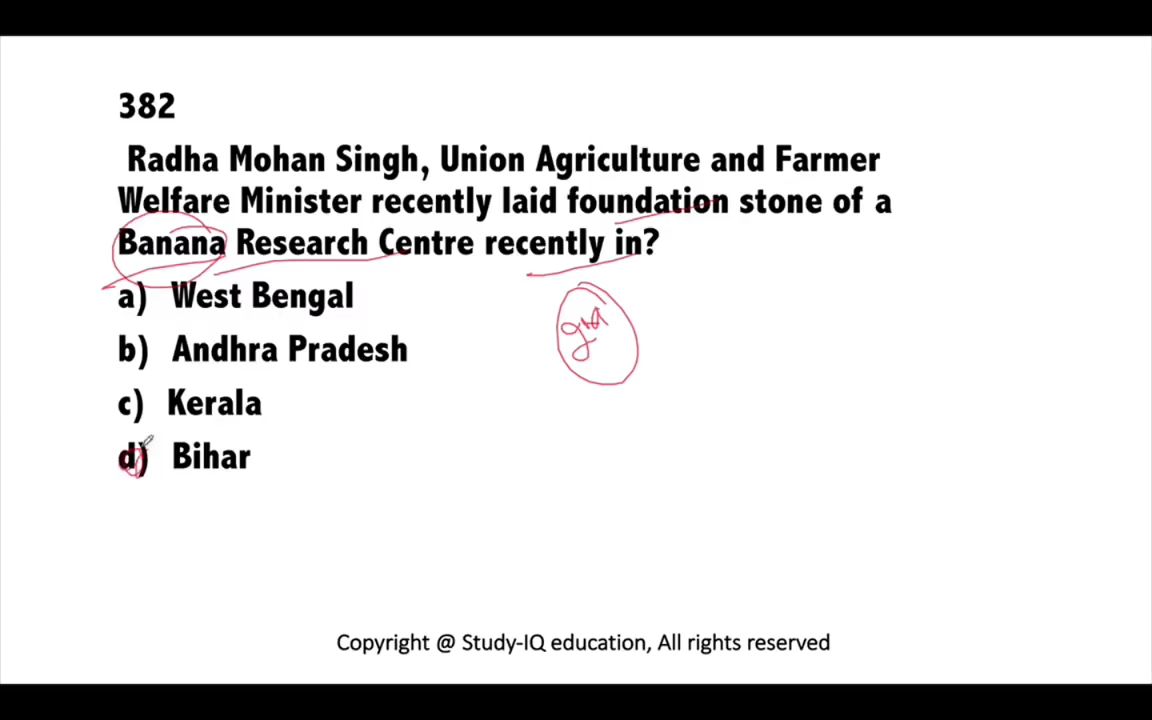 382
Radha Mohan Singh, Union Agriculture and Farmer
Welfare Minister recently laid foundation stone of a
Banana Research Centre recently in?
a) West Bengal
b) Andhra Pradesh
c) Kerala
d) Bihar
Copyright @ Study-IQ education, All rights reserved